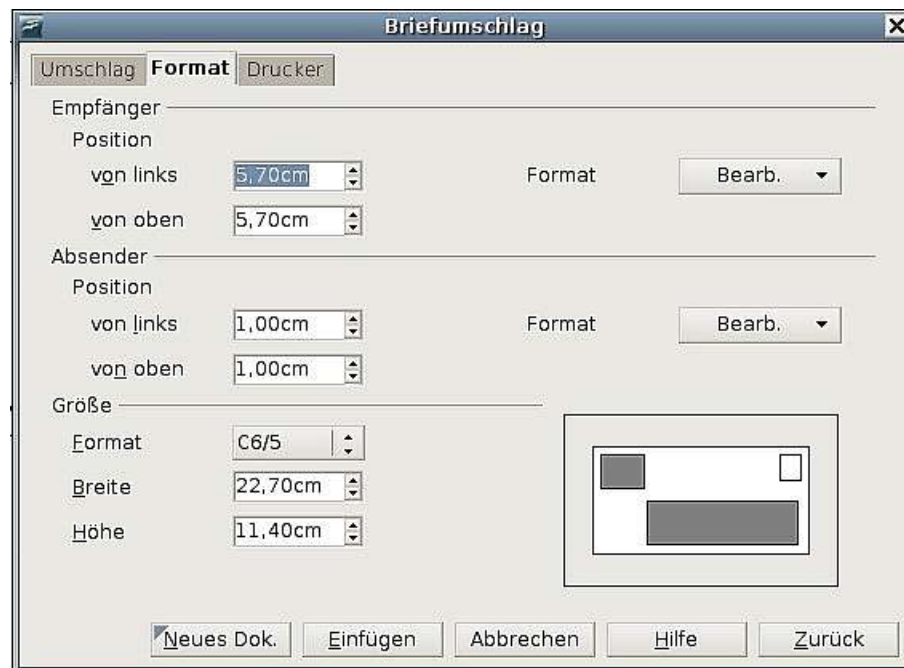 Briefumschlag
Umschlag Format Drucker
Empfänger
Position
von links 5,70cm Format Bearb.
von oben 5,70cm
Absender
Position
von links 1,00cm Format Bearb.
von oben 1,00cm
Größe
Format C6/5
Breite 22,70cm
Höhe 11,40cm
Neues Dok. Einfügen Abbrechen Hilfe Zurück